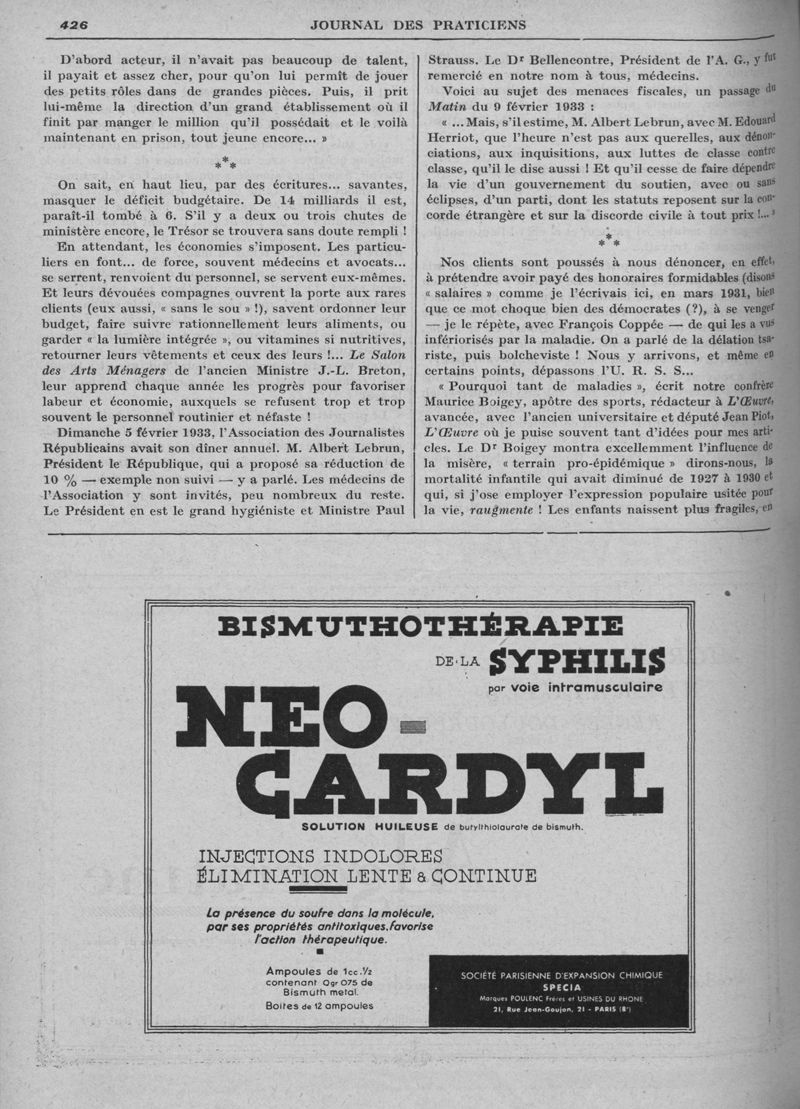 426
JOURNAL DES PRATICIENS
D'abord acteur, il n'avait pas beaucoup de talent,
il payait et assez cher, pour qu'on lui permît de jouer
des petits rôles dans de grandes pièces. Puis, il prit
lui-même la direction d'un grand établissement où il
finit par manger le million qu'il possédait et le voilà
maintenant en prison, tout jeune encore... »
***
On sait, en haut lieu, par des écritures... savantes,
masquer le déficit budgétaire. De 14 milliards il est,
paraît-il tombé à 6. S'il y a deux ou trois chutes de
ministère encore, le Trésor se trouvera sans doute rempli !
En attendant, les économies s'imposent. Les particu-
liers en font... de force, souvent médecins et avocats...
se serrent, renvoient du personnel, se servent eux-mêmes.
Et leurs dévouées compagnes ouvrent la porte aux rares
clients (eux aussi, « sans le sou » !), savent ordonner leur
budget, faire suivre rationnellement leurs aliments, ou
garder « la lumière intégrée », ou vitamines si nutritives,
retourner leurs vêtements et ceux des leurs !... Le Salon
des Arts Ménagers de l'ancien Ministre J.-L. Breton,
leur apprend chaque année les progrès pour favoriser
labeur et économie, auxquels se refusent trop et trop
souvent le personnel routinier et néfaste !
Dimanche 5 février 1933, l'Association des Journalistes
Républicains avait son dîner annuel. M. Albert Lebrun,
Président le République, qui a proposé sa réduction de
10 % — exemple non suivi — y a parlé. Les médecins de
l'Association y sont invités, peu nombreux du reste.
Le Président en est le grand hygiéniste et Ministre Paul
Strauss. Le Dr Bellencontre, Président de l'A. G., y fut
remercié en notre nom à tous, médecins.
Voici au sujet des menaces fiscales, un passage du
Matin du 9 février 1933 :
« ...Mais, s'il estime, M. Albert Lebrun, avec M. Edouard
Herriot, que l'heure n'est pas aux querelles, aux dénon-
ciations, aux inquisitions, aux luttes de classe contre
classe, qu'il le dise aussi ! Et qu'il cesse de faire dépendre
la vie d'un gouvernement du soutien, avec ou sans
éclipses, d'un parti, dont les statuts reposent sur la con-
corde étrangère et sur la discorde civile à tout prix !... »
***
Nos clients sont poussés à nous dénoncer, en effet,
à prétendre avoir payé des honoraires formidables (disons
« salaires » comme je l'écrivais ici, en mars 1931, bien
que ce mot choque bien des démocrates (?), à se venger
— je le répète, avec François Coppée — de qui les a vus
infériorisés par la maladie. On a parlé de la délation tsa-
riste, puis bolcheviste ! Nous y arrivons, et même en
certains points, dépassons l'U. R. S. S...
« Pourquoi tant de maladies », écrit notre confrère
Maurice Boigey, apôtre des sports, rédacteur à L'Œuvre,
avancée, avec l'ancien universitaire et député Jean Piot,
L'Œuvre où je puise souvent tant d'idées pour mes arti-
cles. Le Dr Boigey montra excellemment l'influence de
la misère, « terrain pro-épidémique » dirons-nous, la
mortalité infantile qui avait diminué de 1927 à 1930 et
qui, si j'ose employer l'expression populaire usitée pour
la vie, raugmente ! Les enfants naissent plus fragiles, en
BISMUTHOTHÉRAPIE
DE·LA SYPHILIS
par voie intramusculaire
NEO-
CARDYL
SOLUTION HUILEUSE de butylthiolaurate de bismuth.
INJECTIONS INDOLORES
ÉLIMINATION LENTE & CONTINUE
La présence du soufre dans la molécule,
par ses propriétés antitoxiques, favorise
l'action thérapeutique.
Ampoules de 1cc.½
contenant 0gr 075 de
Bismuth metal.
Boites de 12 ampoules
SOCIÉTÉ PARISIENNE D'EXPANSION CHIMIQUE
SPECIA
Marques POULENC Frères et USINES DU RHONE
21, Rue Jean-Goujon, 21 - PARIS (8e)